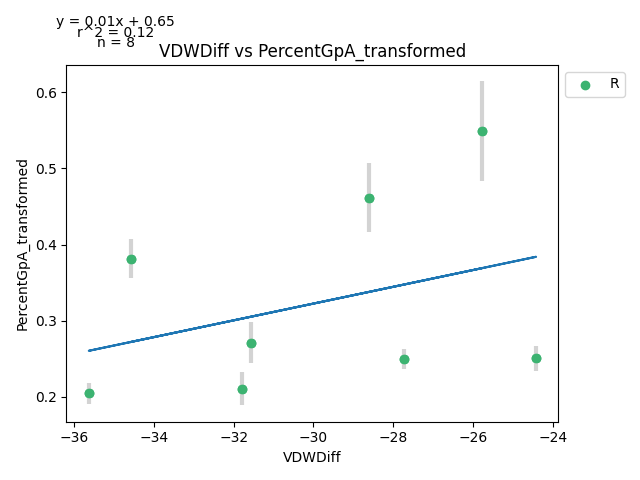 y = 0.01x + 0.65
r^2 = 0.12
n = 8
VDWDiff vs PercentGpA_transformed
R
0.6
0.5
0.4
0.3
0.2
PercentGpA_transformed
−36
−34
−32
−30
−28
−26
−24
VDWDiff